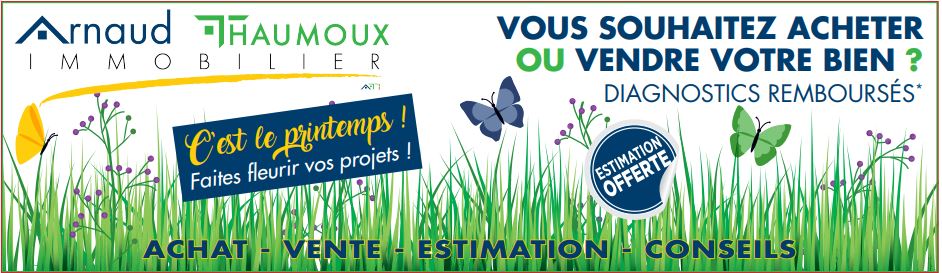 Arnaud THAUMOUX
IMMOBILIER
VOUS SOUHAITEZ ACHETER
OU VENDRE VOTRE BIEN ?
DIAGNOSTICS REMBOURSÉS*
C'est le printemps !
Faites fleurir vos projets !
ESTIMATION
OFFERTE
ACHAT - VENTE - ESTIMATION - CONSEILS